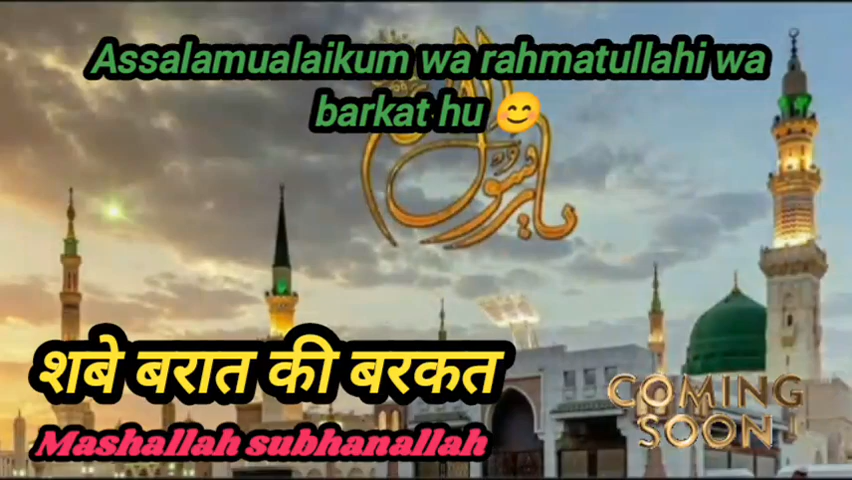 Assalamualaikum wa rahmatullahi wa
barkat hu 😊
يا رسول الله
शबे बरात की बरकत
COMING
SOON
Mashallah subhanallah